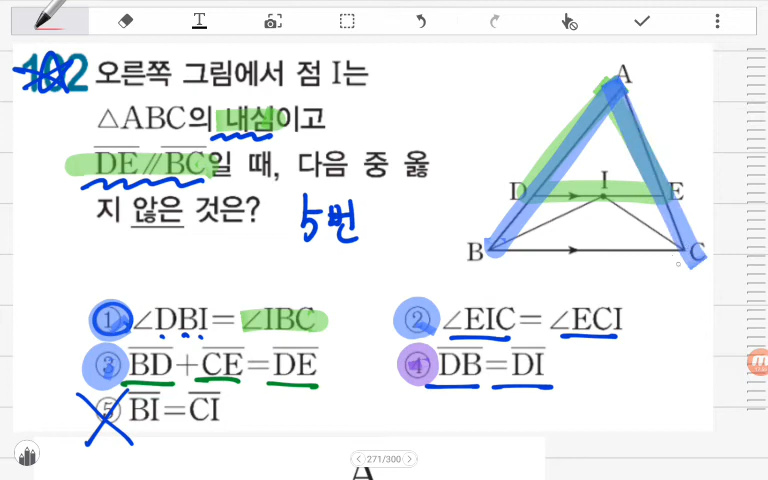 T
102 오른쪽 그림에서 점 I는
△ABC의 내심이고
DE∥BC일 때, 다음 중 옳
지 않은 것은?
5번
A
D
I
E
B
C
① ∠DBI=∠IBC
② ∠EIC=∠ECI
③ BD+CE=DE
④ DB=DI
⑤ BI=CI
271/300
A